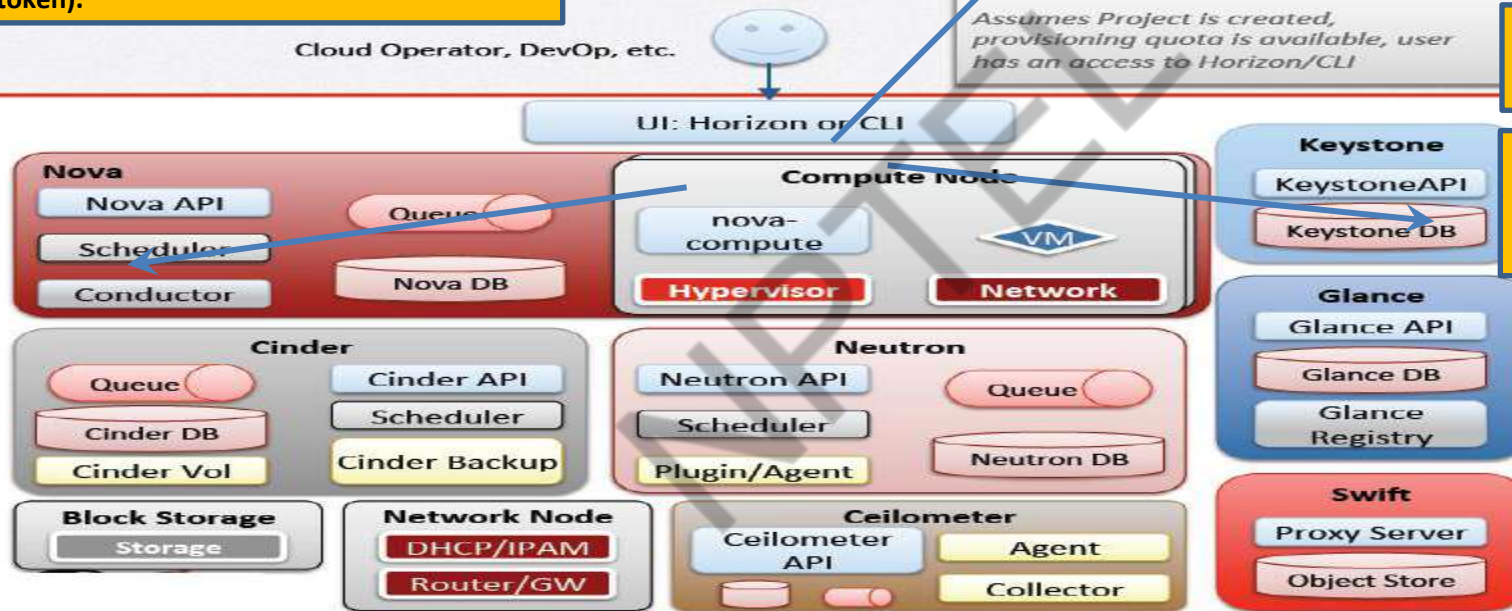 token).
Cloud Operator, DevOp, etc.
Assumes Project is created,
provisioning quota is available, user
has an access to Horizon/CLI
UI: Horizon or CLI
Nova
Nova API
Scheduler
Conductor
Queue
Nova DB
Compute Node
nova-
compute
VM
Hypervisor
Network
Keystone
KeystoneAPI
Keystone DB
Cinder
Queue
Cinder DB
Cinder Vol
Cinder API
Scheduler
Cinder Backup
Neutron
Neutron API
Scheduler
Plugin/Agent
Queue
Neutron DB
Glance
Glance API
Glance DB
Glance
Registry
Block Storage
Storage
Network Node
DHCP/IPAM
Router/GW
Ceilometer
Ceilometer
API
Agent
Collector
Swift
Proxy Server
Object Store
NPTEL